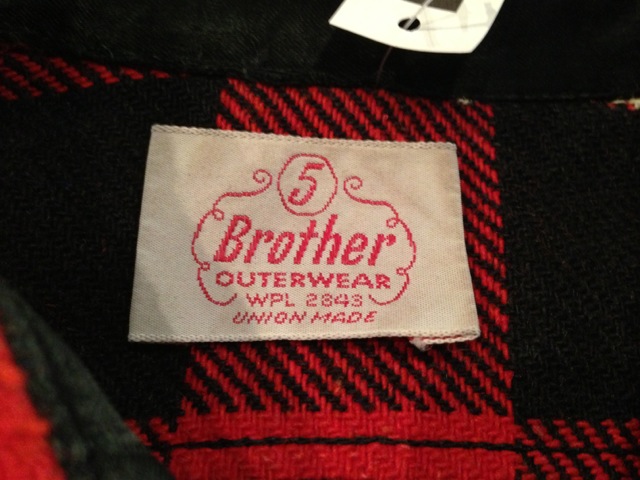 5
Brother
OUTERWEAR
WPL 2843
UNION MADE